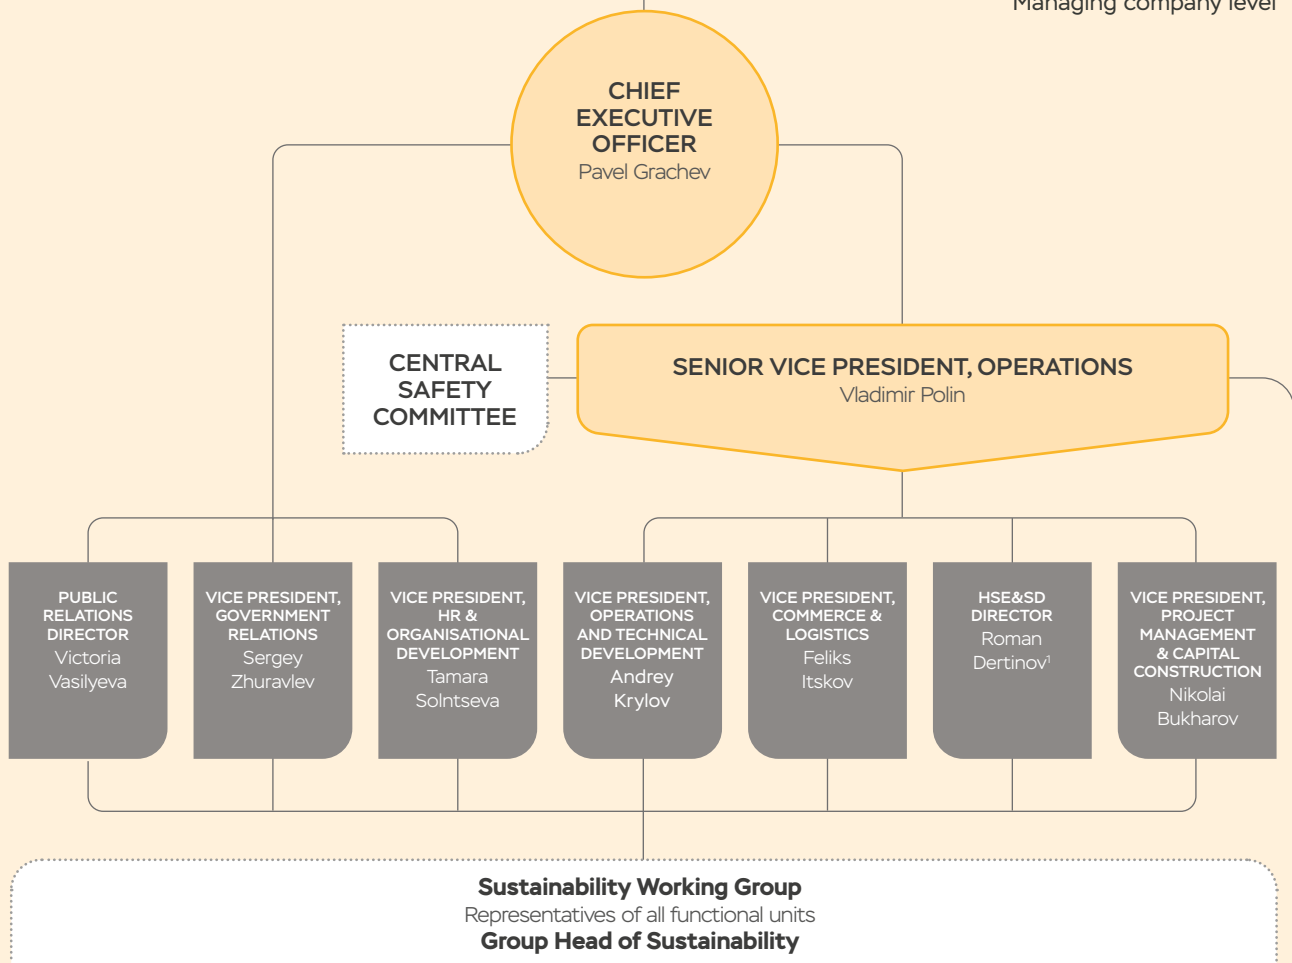 Managing company level
CHIEF
EXECUTIVE
OFFICER
Pavel Grachev
CENTRAL
SAFETY
COMMITTEE
SENIOR VICE PRESIDENT, OPERATIONS
Vladimir Polin
PUBLIC
RELATIONS
DIRECTOR
Victoria
Vasilyeva
VICE PRESIDENT,
GOVERNMENT
RELATIONS
Sergey
Zhuravlev
VICE PRESIDENT,
HR &
ORGANISATIONAL
DEVELOPMENT
Tamara
Solntseva
VICE PRESIDENT,
OPERATIONS
AND TECHNICAL
DEVELOPMENT
Andrey
Krylov
VICE PRESIDENT,
COMMERCE &
LOGISTICS
Feliks
Itskov
HSE&SD
DIRECTOR
Roman
Dertinov¹
VICE PRESIDENT,
PROJECT
MANAGEMENT
& CAPITAL
CONSTRUCTION
Nikolai
Bukharov
Sustainability Working Group
Representatives of all functional units
Group Head of Sustainability